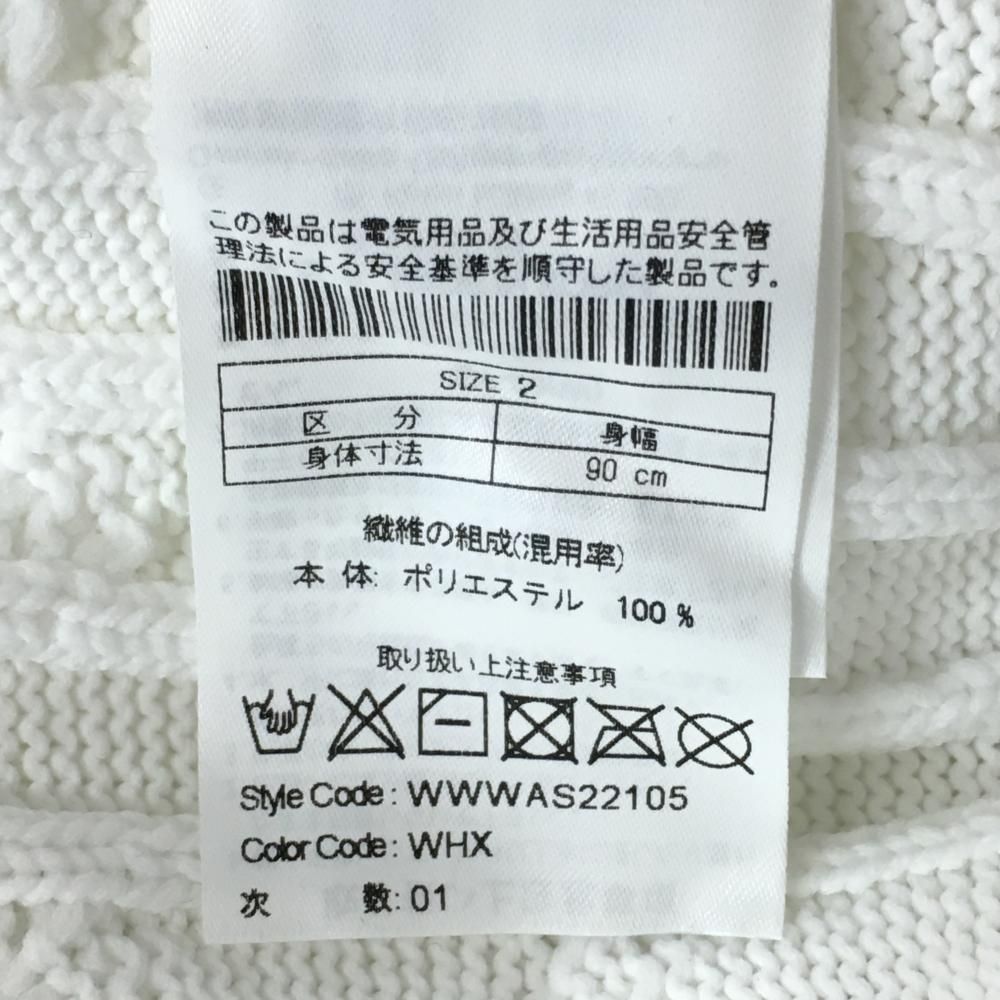 この製品は電気用品及び生活用品安全管
理法による安全基準を順守した製品です。
SIZE 2
区 分 身幅
身体寸法 90 cm
繊維の組成(混用率)
本 体: ポリエステル 100 %
取り扱い上注意事項
Style Code : WWWAS22105
Color Code : WHX
次 数: 01